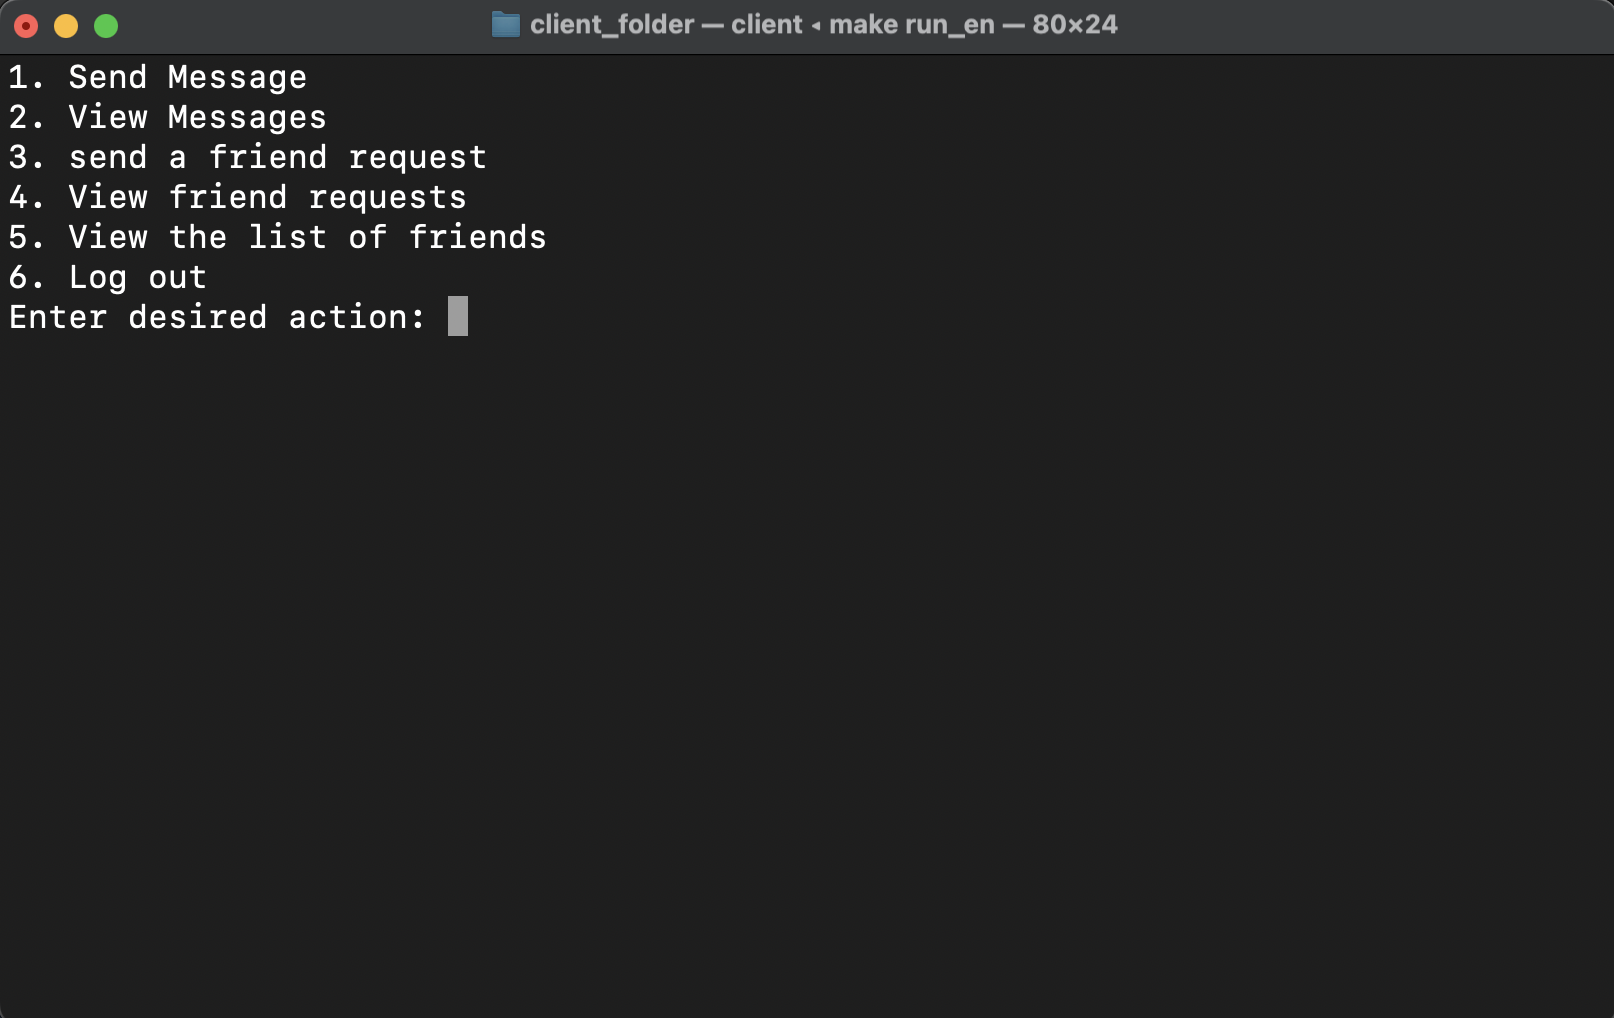 client_folder — client ◂ make run_en — 80×24
1. Send Message
2. View Messages
3. send a friend request
4. View friend requests
5. View the list of friends
6. Log out
Enter desired action: